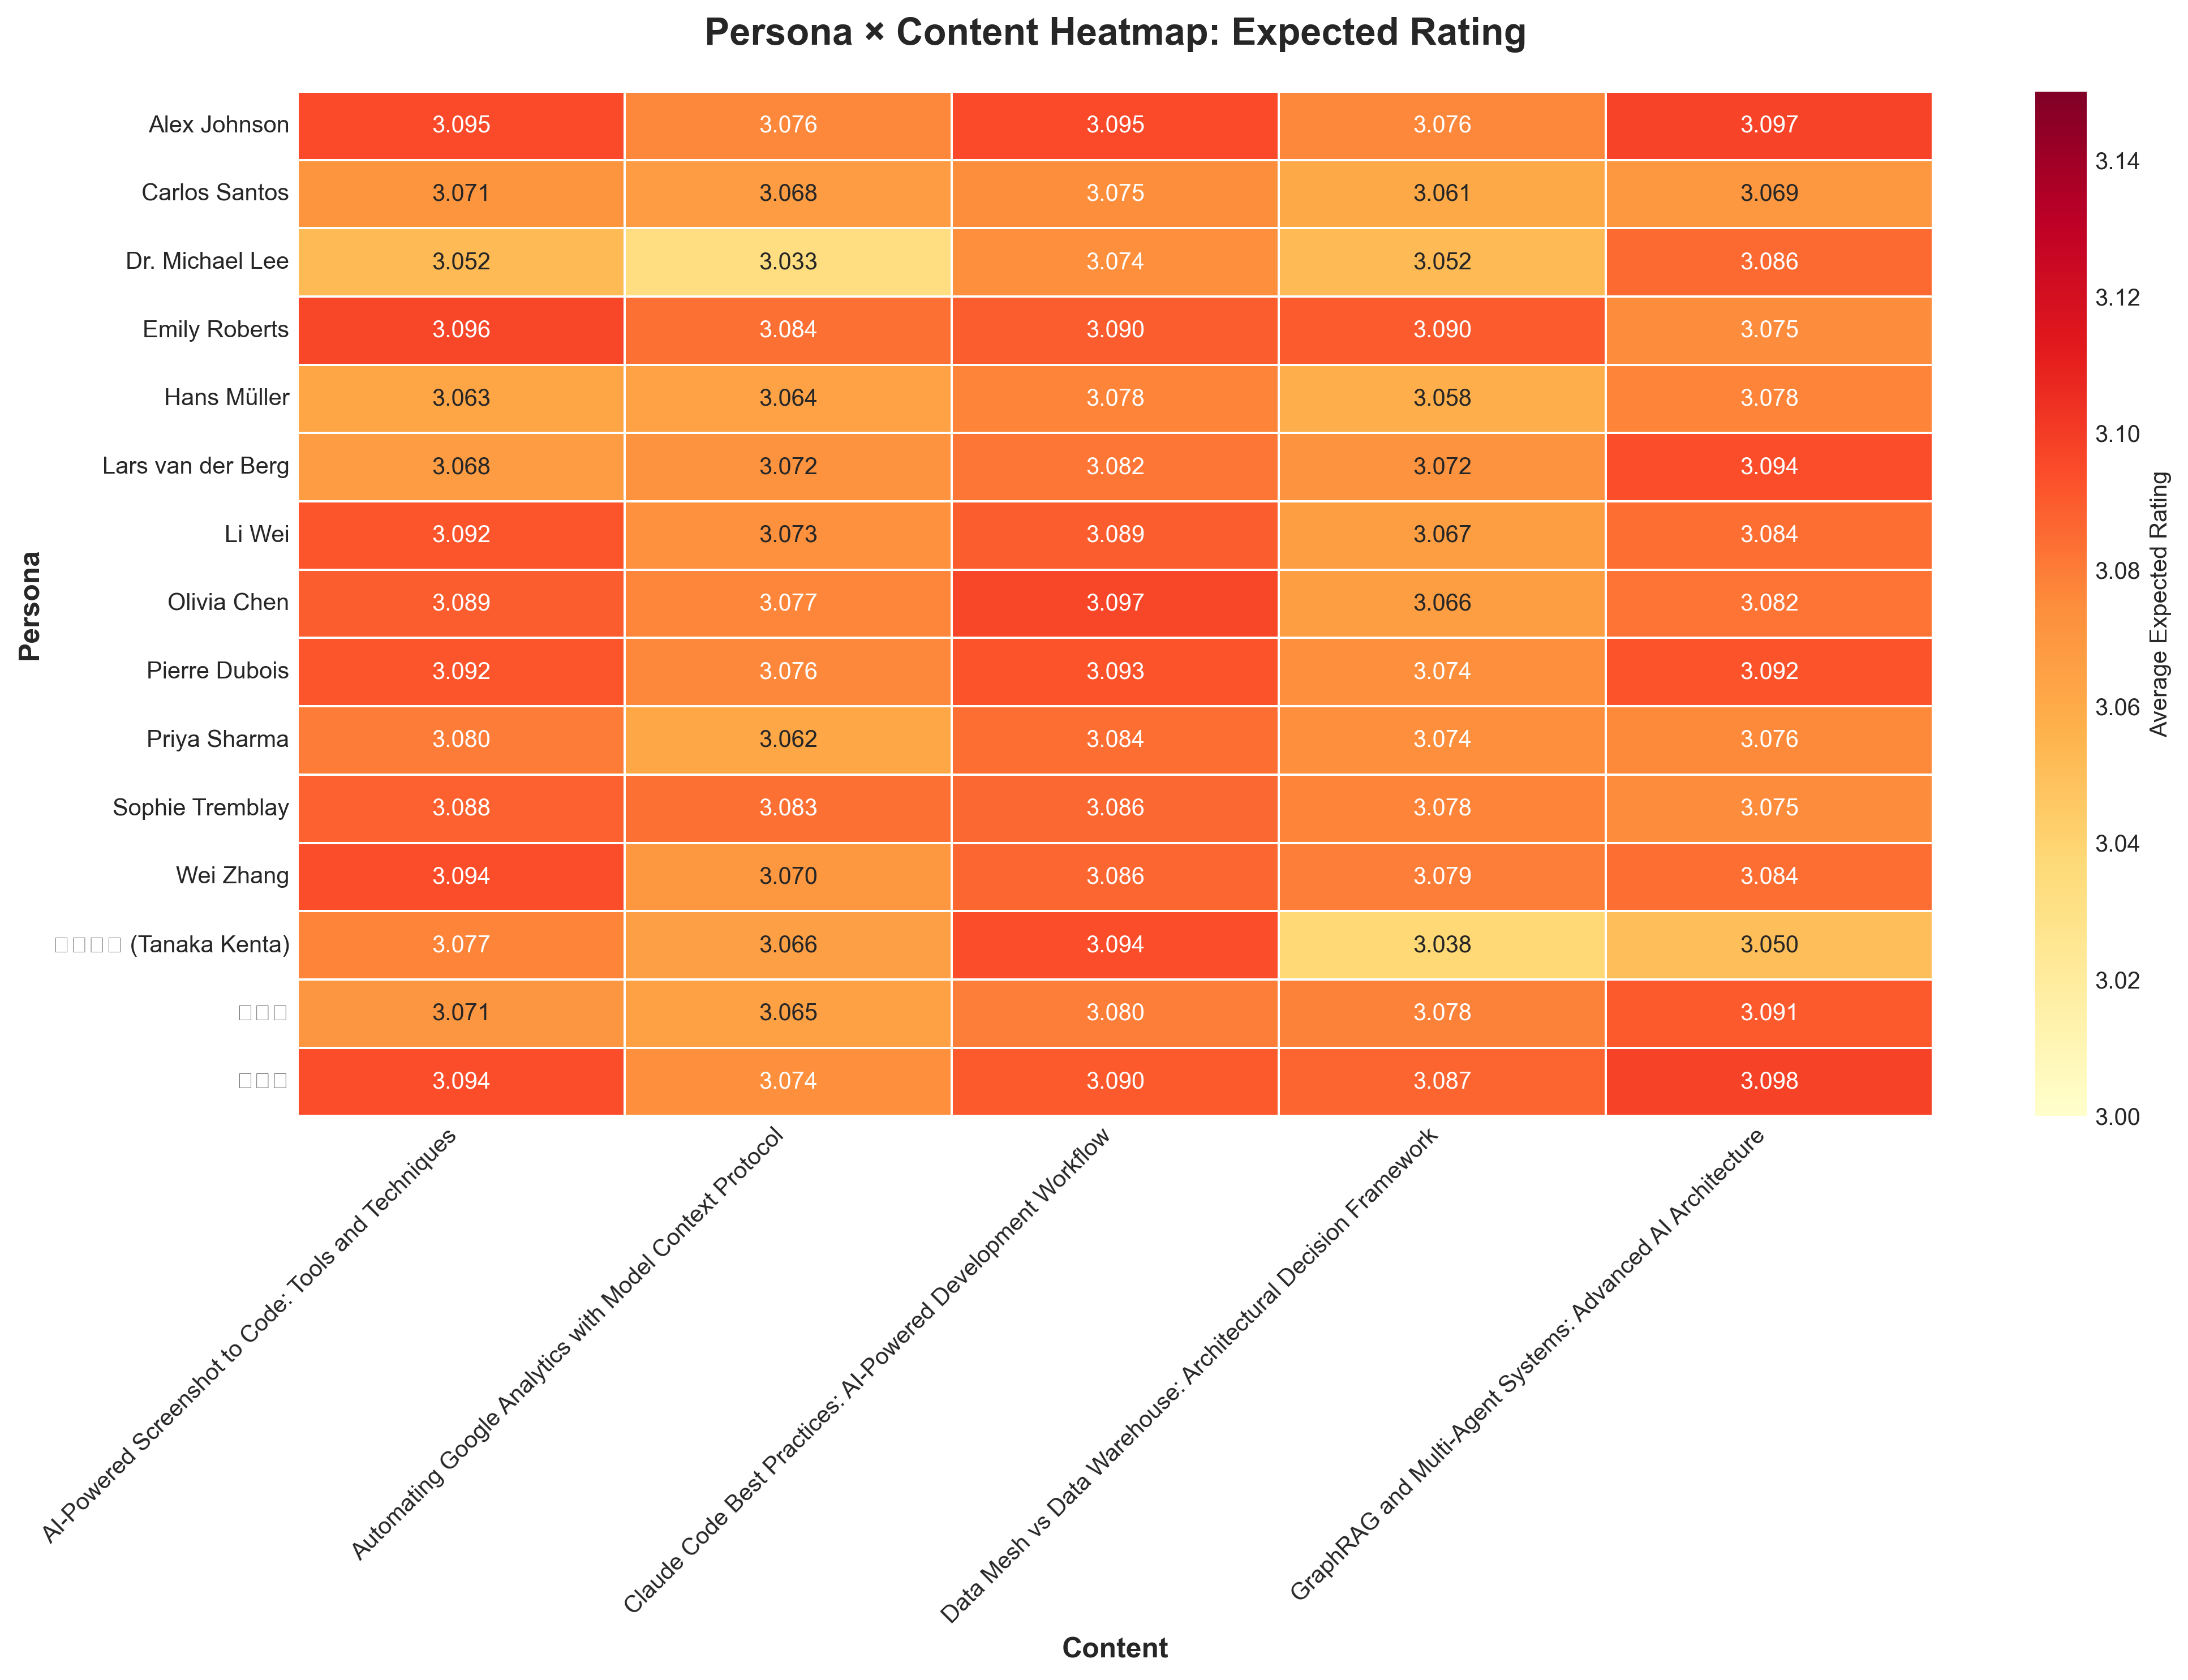 Persona × Content Heatmap: Expected Rating
Alex Johnson 3.095 3.076 3.095 3.076 3.097
Carlos Santos 3.071 3.068 3.075 3.061 3.069
Dr. Michael Lee 3.052 3.033 3.074 3.052 3.086
Emily Roberts 3.096 3.084 3.090 3.090 3.075
Hans Müller 3.063 3.064 3.078 3.058 3.078
Lars van der Berg 3.068 3.072 3.082 3.072 3.094
Li Wei 3.092 3.073 3.089 3.067 3.084
Olivia Chen 3.089 3.077 3.097 3.066 3.082
Pierre Dubois 3.092 3.076 3.093 3.074 3.092
Priya Sharma 3.080 3.062 3.084 3.074 3.076
Sophie Tremblay 3.088 3.083 3.086 3.078 3.075
Wei Zhang 3.094 3.070 3.086 3.079 3.084
(Tanaka Kenta) 3.077 3.066 3.094 3.038 3.050
3.071 3.065 3.080 3.078 3.091
3.094 3.074 3.090 3.087 3.098
Persona
AI-Powered Screenshot to Code: Tools and Techniques
Automating Google Analytics with Model Context Protocol
Claude Code Best Practices: AI-Powered Development Workflow
Data Mesh vs Data Warehouse: Architectural Decision Framework
GraphRAG and Multi-Agent Systems: Advanced AI Architecture
Content
3.14
3.12
3.10
3.08
3.06
3.04
3.02
3.00
Average Expected Rating